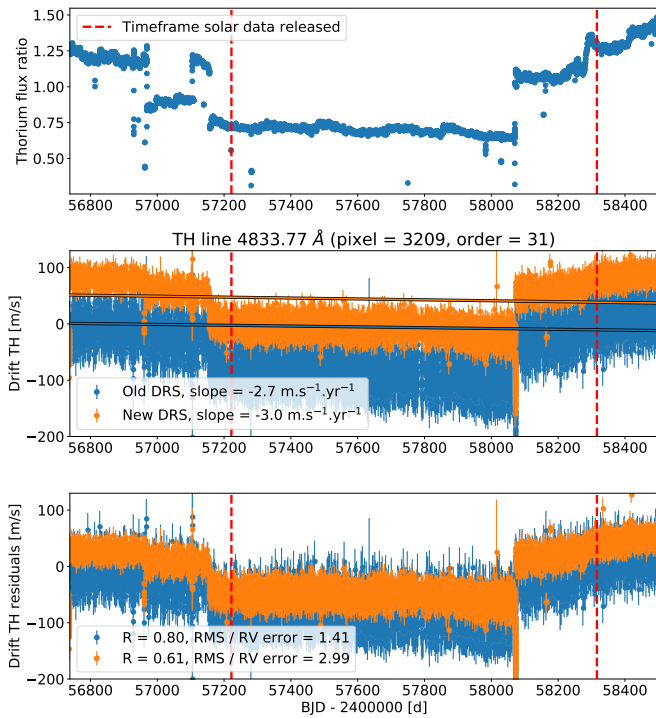 1.50
1.25
1.00
0.75
0.50
Thorium flux ratio
Timeframe solar data released
56800 57000 57200 57400 57600 57800 58000 58200 58400
TH line 4833.77 Å (pixel = 3209, order = 31)
100
0
−100
−200
Drift TH [m/s]
Old DRS, slope = -2.7 m.s⁻¹.yr⁻¹
New DRS, slope = -3.0 m.s⁻¹.yr⁻¹
56800 57000 57200 57400 57600 57800 58000 58200 58400
100
0
−100
−200
Drift TH residuals [m/s]
R = 0.80, RMS / RV error = 1.41
R = 0.61, RMS / RV error = 2.99
56800 57000 57200 57400 57600 57800 58000 58200 58400
BJD - 2400000 [d]